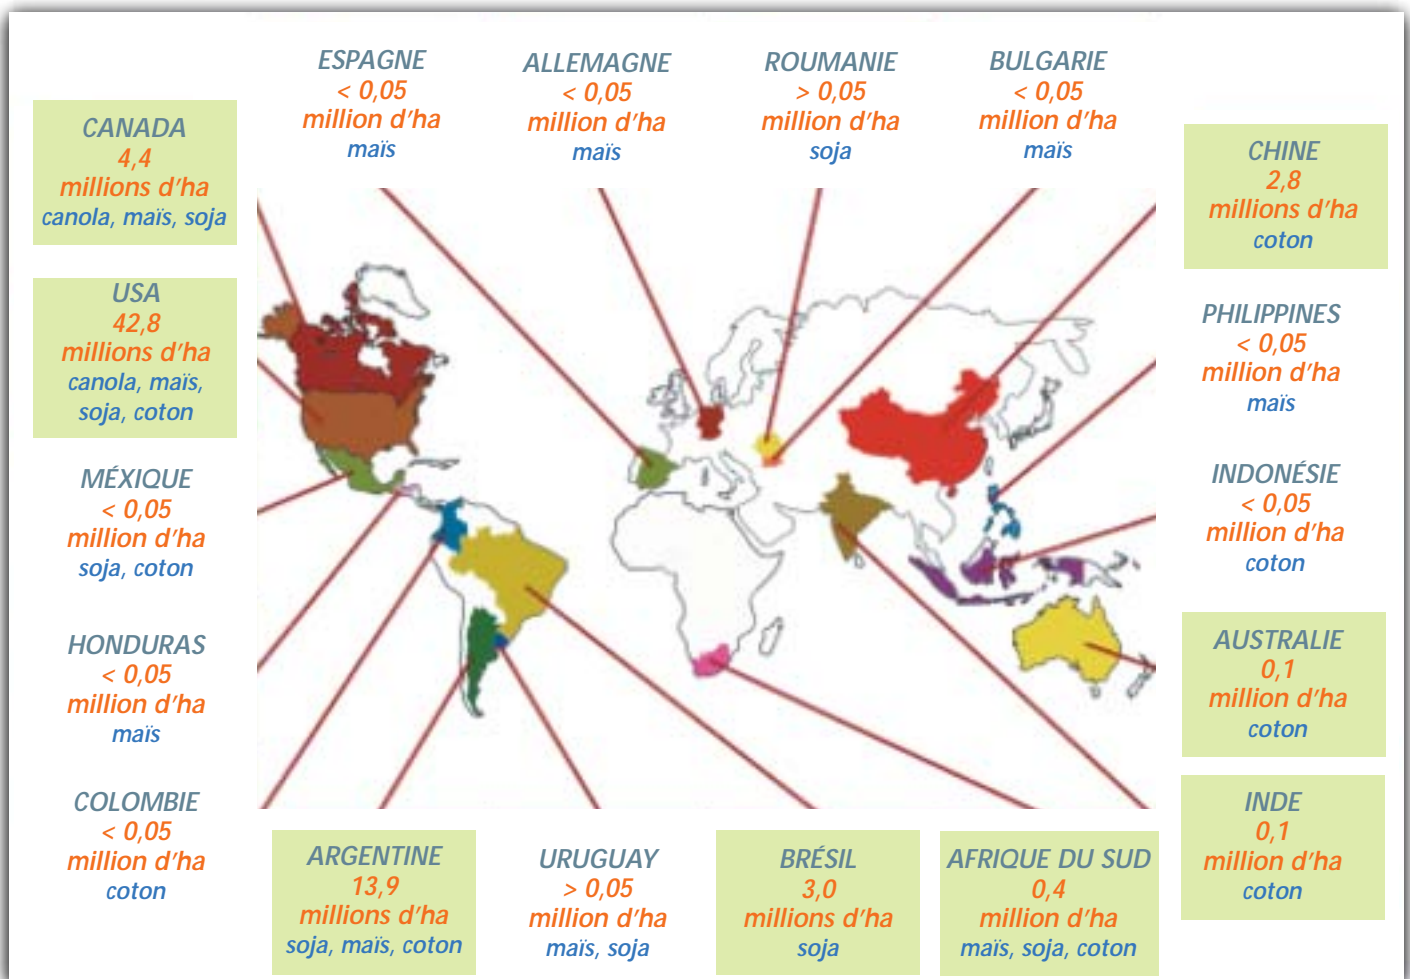 ESPAGNE
< 0,05
million d'ha
maïs
ALLEMAGNE
< 0,05
million d'ha
maïs
ROUMANIE
> 0,05
million d'ha
soja
BULGARIE
< 0,05
million d'ha
maïs
CANADA
4,4
millions d'ha
canola, maïs, soja
USA
42,8
millions d'ha
canola, maïs,
soja, coton
MÉXIQUE
< 0,05
million d'ha
soja, coton
HONDURAS
< 0,05
million d'ha
maïs
COLOMBIE
< 0,05
million d'ha
coton
CHINE
2,8
millions d'ha
coton
PHILIPPINES
< 0,05
million d'ha
maïs
INDONÉSIE
< 0,05
million d'ha
coton
AUSTRALIE
0,1
million d'ha
coton
INDE
0,1
million d'ha
coton
ARGENTINE
13,9
millions d'ha
soja, maïs, coton
URUGUAY
> 0,05
million d'ha
maïs, soja
BRÉSIL
3,0
millions d'ha
soja
AFRIQUE DU SUD
0,4
million d'ha
maïs, soja, coton